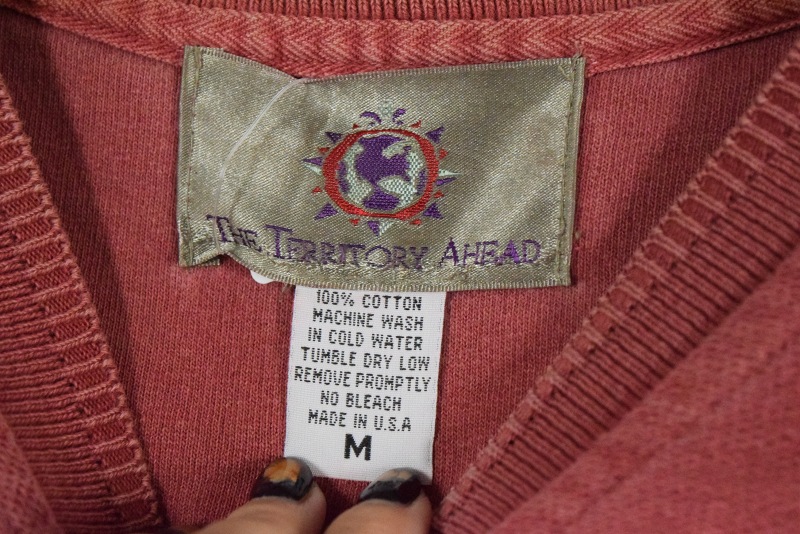 THE TERRITORY AHEAD
100% COTTON
MACHINE WASH
IN COLD WATER
TUMBLE DRY LOW
REMOVE PROMPTLY
NO BLEACH
MADE IN U.S.A
M